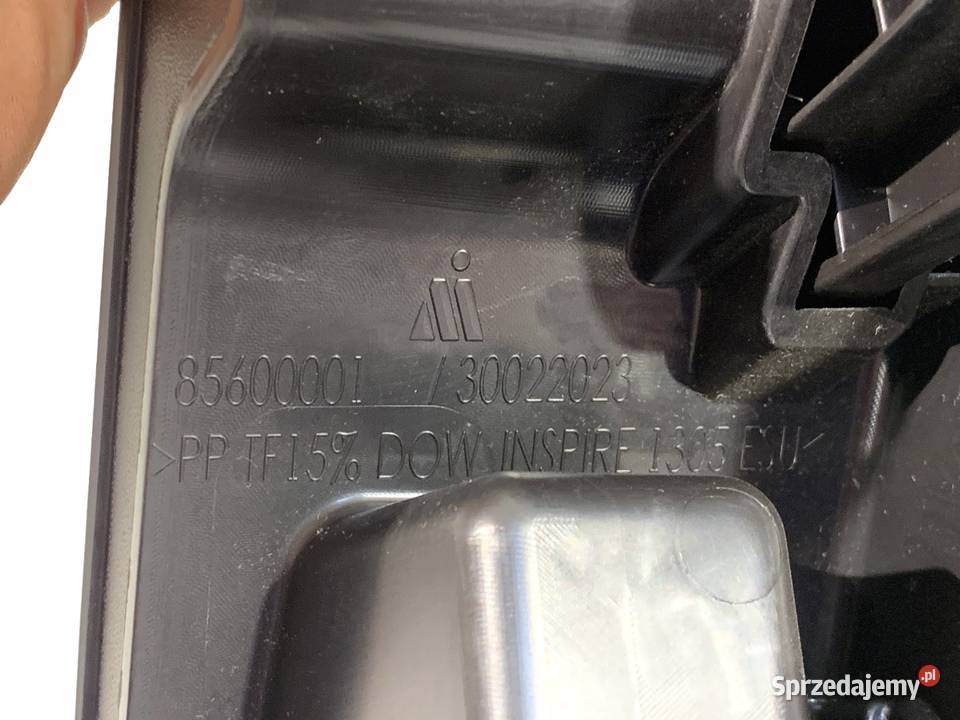 85600001 /30022023
>PP TF15% DOW INSPIRE 1305 ESU<
Sprzedajemy.pl